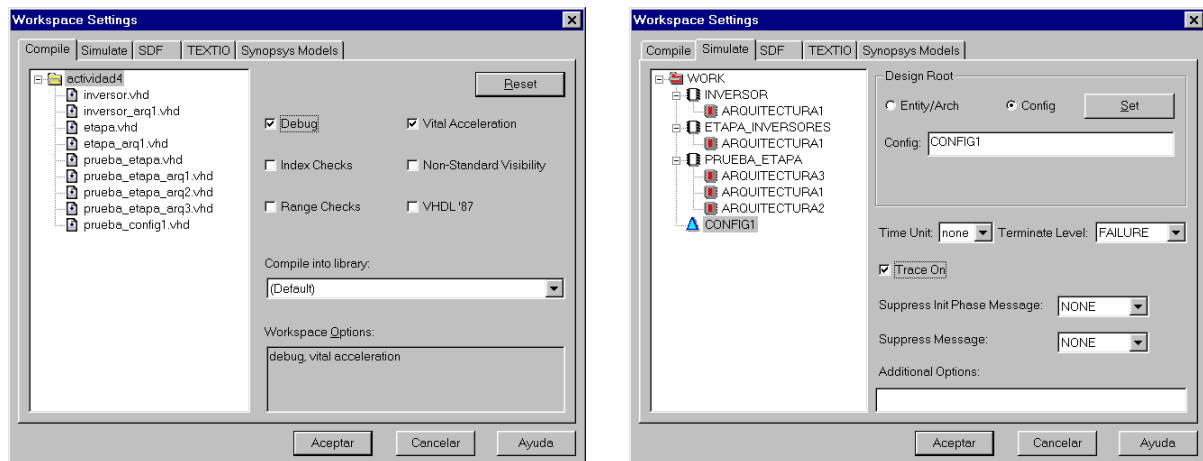 Workspace Settings
Compile Simulate SDF TEXTIO Synopsys Models
actividad4
inversor.vhd
inversor_arq1.vhd
etapa.vhd
etapa_arq1.vhd
prueba_etapa.vhd
prueba_etapa_arq1.vhd
prueba_etapa_arq2.vhd
prueba_etapa_arq3.vhd
prueba_config1.vhd
Reset
Debug Vital Acceleration
Index Checks Non-Standard Visibility
Range Checks VHDL '87
Compile into library:
(Default)
Workspace Options:
debug, vital acceleration
Aceptar Cancelar Ayuda
Workspace Settings
Compile Simulate SDF TEXTIO Synopsys Models
WORK
INVERSOR
ARQUITECTURA1
ETAPA_INVERSORES
ARQUITECTURA1
PRUEBA_ETAPA
ARQUITECTURA3
ARQUITECTURA1
ARQUITECTURA2
CONFIG1
Design Root
Entity/Arch Config Set
Config: CONFIG1
Time Unit: none Terminate Level: FAILURE
Trace On
Suppress Init Phase Message: NONE
Suppress Message: NONE
Additional Options:
Aceptar Cancelar Ayuda